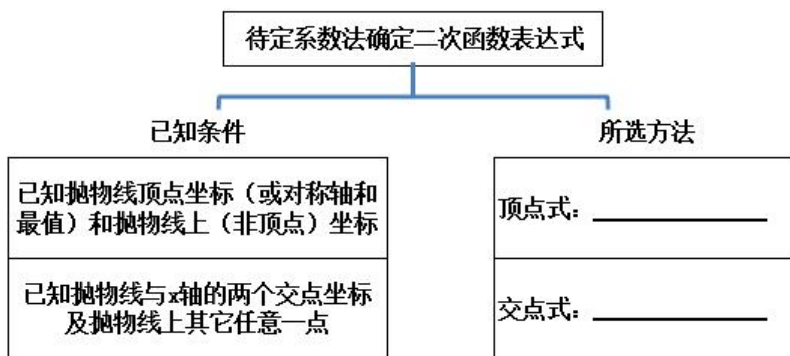 待定系数法确定二次函数表达式
已知条件
所选方法
已知抛物线顶点坐标（或对称轴和
最值）和抛物线上（非顶点）坐标
顶点式：
已知抛物线与x轴的两个交点坐标
及抛物线上其它任意一点
交点式：